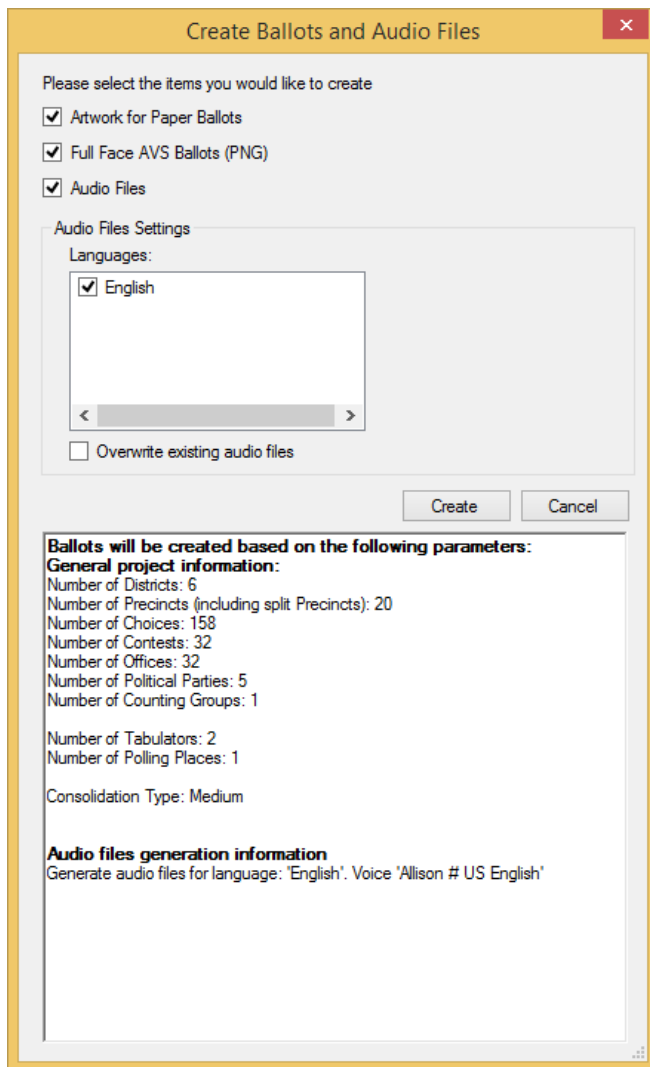 Create Ballots and Audio Files
Please select the items you would like to create
Artwork for Paper Ballots
Full Face AVS Ballots (PNG)
Audio Files
Audio Files Settings
Languages:
English
Overwrite existing audio files
Create
Cancel
Ballots will be created based on the following parameters:
General project information:
Number of Districts: 6
Number of Precincts (including split Precincts): 20
Number of Choices: 158
Number of Contests: 32
Number of Offices: 32
Number of Political Parties: 5
Number of Counting Groups: 1
Number of Tabulators: 2
Number of Polling Places: 1
Consolidation Type: Medium
Audio files generation information
Generate audio files for language: 'English'. Voice 'Allison # US English'